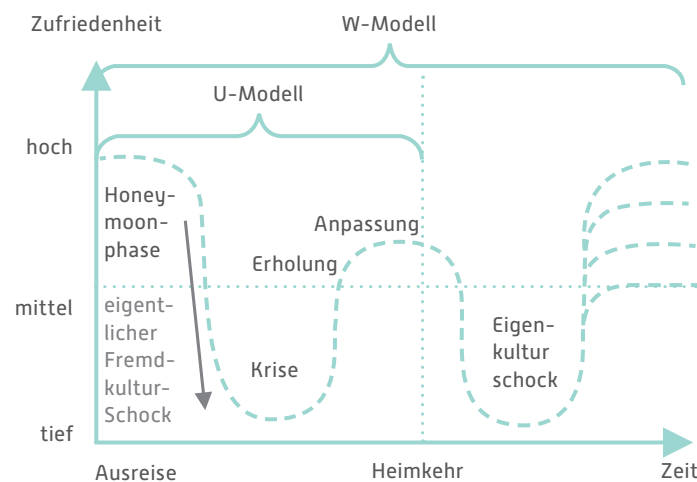 Zufriedenheit
W-Modell
U-Modell
hoch
Honey-
moon-
phase
Anpassung
Erholung
mittel
eigent-
licher
Fremd-
kultur-
Schock
Krise
Eigen-
kultur
schock
tief
Ausreise
Heimkehr
Zeit